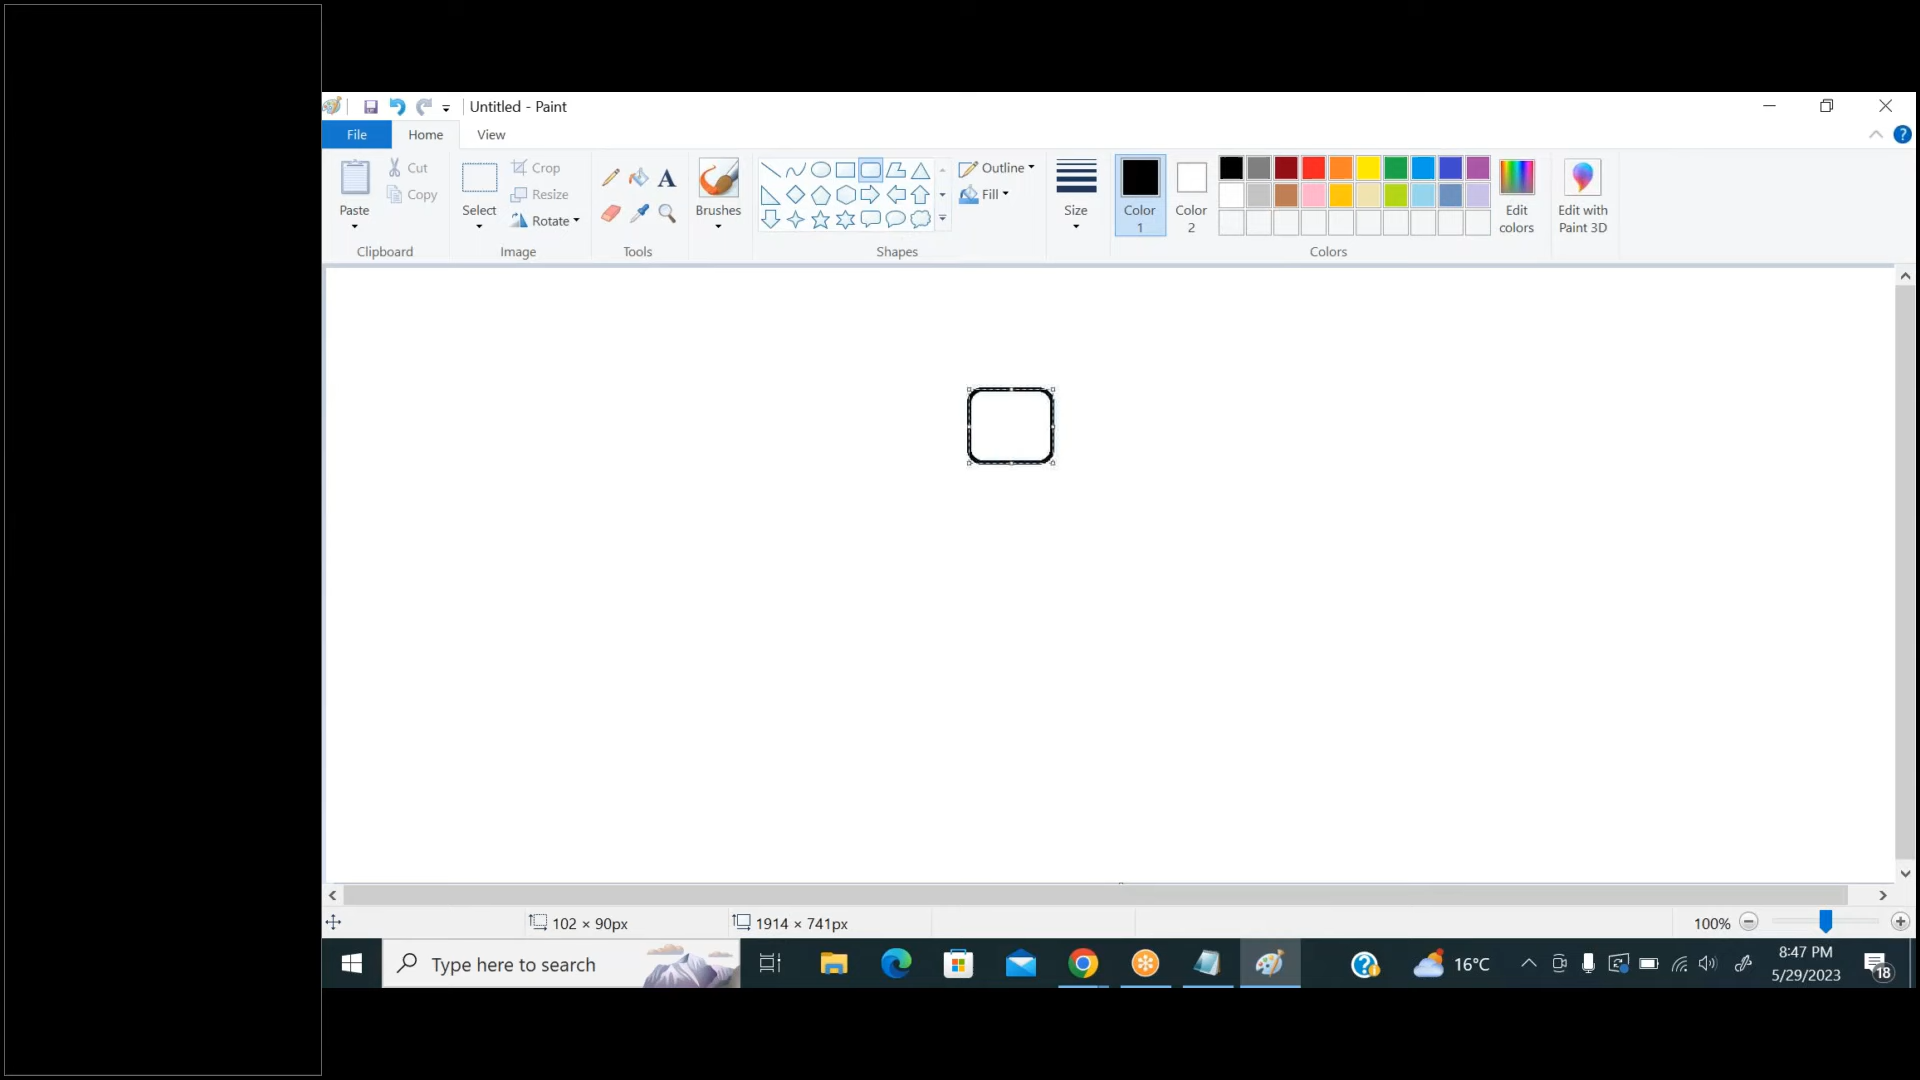 Untitled - Paint
File Home View
Paste
Cut
Copy
Clipboard
Select
Crop
Resize
Rotate
Image
A
Tools
Brushes
Outline
Fill
Shapes
Size
Color 1
Color 2
Edit colors
Colors
Edit with Paint 3D
102 × 90px
1914 × 741px
100%
Type here to search
16°C
8:47 PM
5/29/2023
18